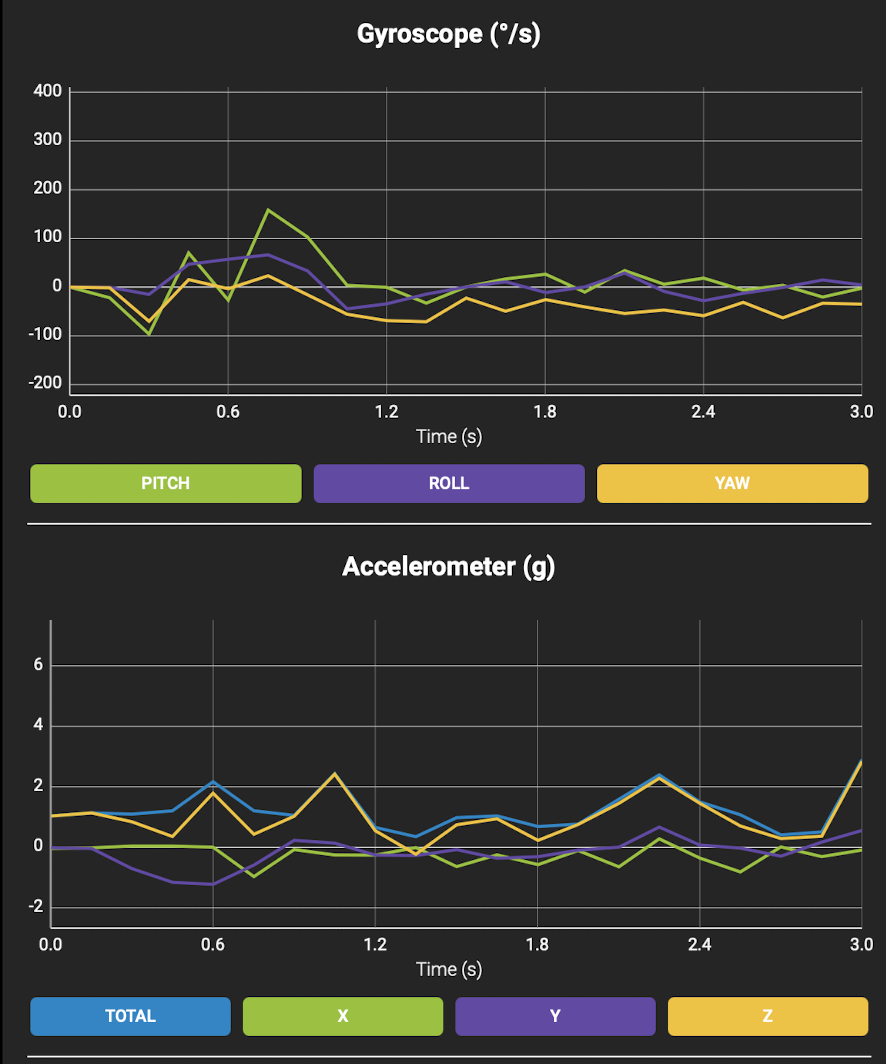 Gyroscope (°/s)
400
300
200
100
0
-100
-200
0.0 0.6 1.2 1.8 2.4 3.0
Time (s)
PITCH ROLL YAW
Accelerometer (g)
6
4
2
0
-2
0.0 0.6 1.2 1.8 2.4 3.0
Time (s)
TOTAL X Y Z